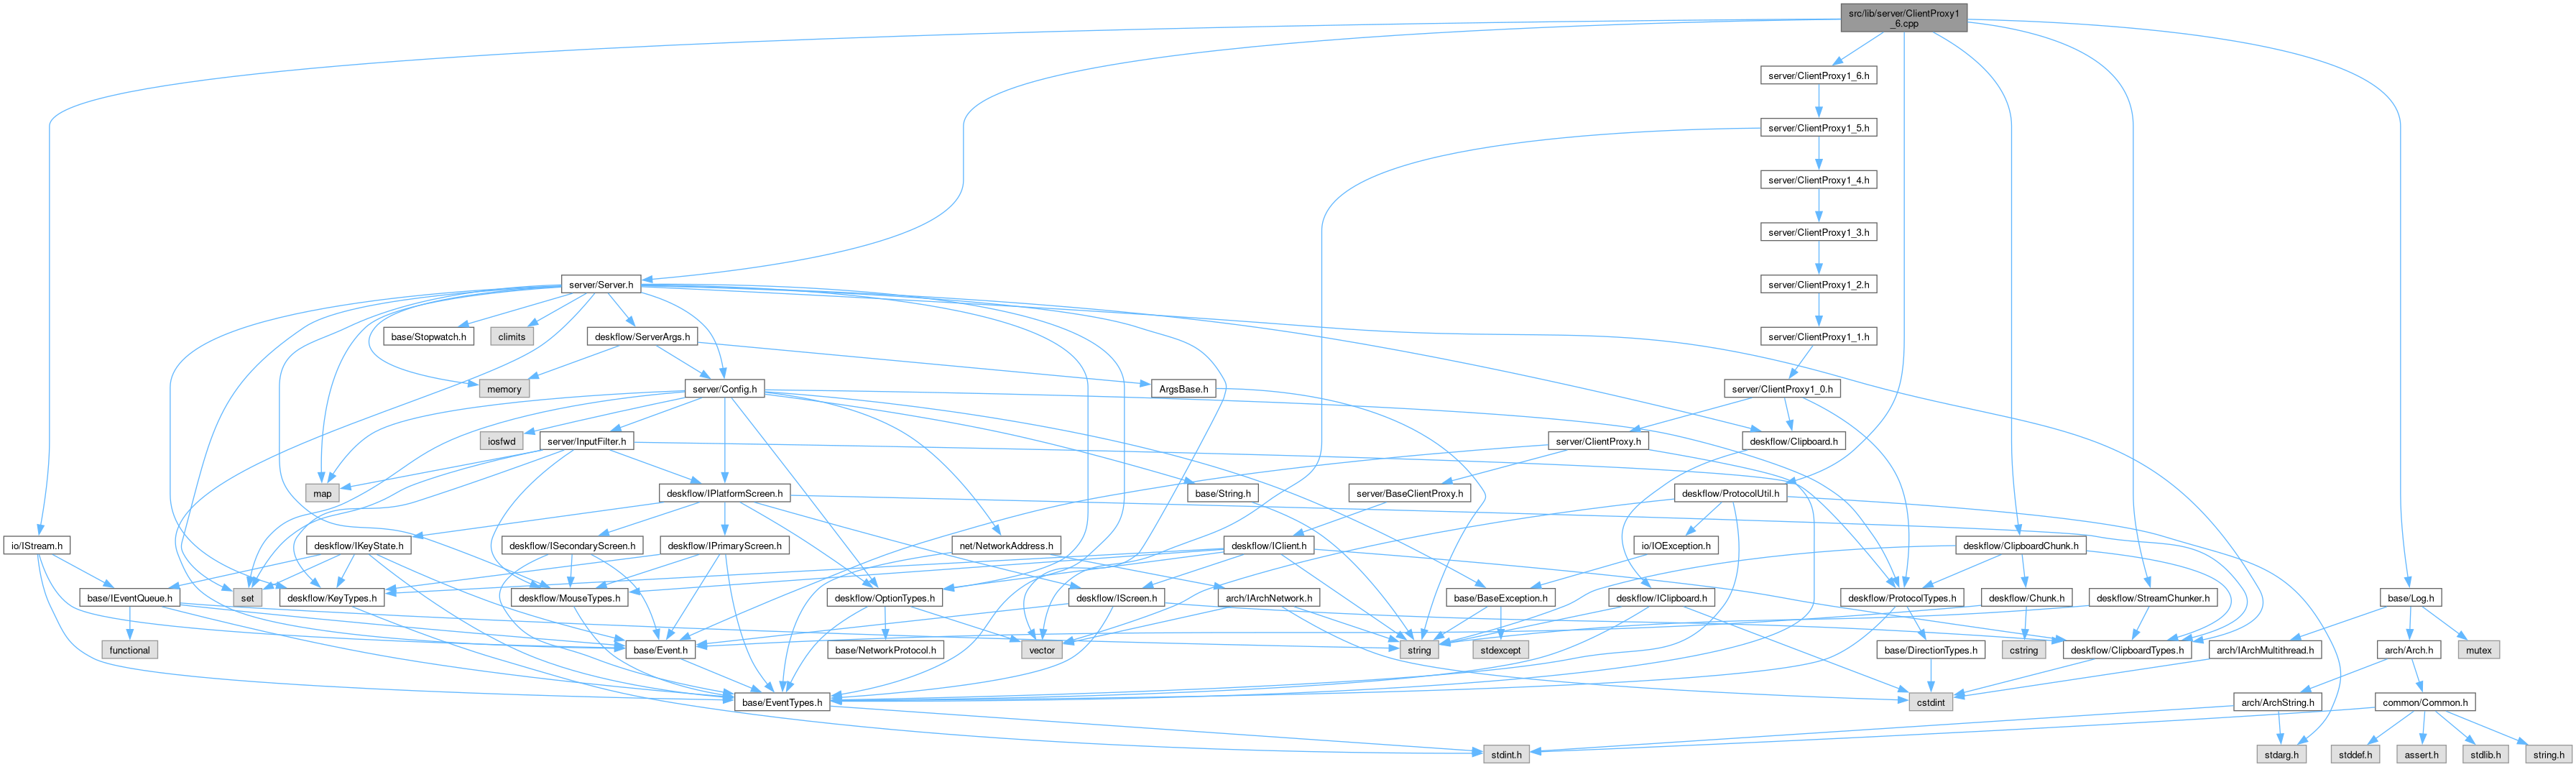 src/lib/server/ClientProxy1
_6.cpp
server/ClientProxy1_6.h
server/ClientProxy1_5.h
server/ClientProxy1_4.h
server/ClientProxy1_3.h
server/Server.h
server/ClientProxy1_2.h
base/Stopwatch.h
climits
deskflow/ServerArgs.h
server/ClientProxy1_1.h
memory
server/Config.h
ArgsBase.h
server/ClientProxy1_0.h
iosfwd
server/InputFilter.h
server/ClientProxy.h
deskflow/Clipboard.h
map
deskflow/IPlatformScreen.h
base/String.h
server/BaseClientProxy.h
deskflow/ProtocolUtil.h
io/IStream.h
deskflow/IKeyState.h
deskflow/ISecondaryScreen.h
deskflow/IPrimaryScreen.h
net/NetworkAddress.h
deskflow/IClient.h
io/IOException.h
deskflow/ClipboardChunk.h
base/IEventQueue.h
set
deskflow/KeyTypes.h
deskflow/MouseTypes.h
deskflow/OptionTypes.h
deskflow/IScreen.h
arch/IArchNetwork.h
base/BaseException.h
deskflow/IClipboard.h
deskflow/ProtocolTypes.h
deskflow/Chunk.h
deskflow/StreamChunker.h
base/Log.h
functional
base/Event.h
base/NetworkProtocol.h
vector
string
stdexcept
base/DirectionTypes.h
cstring
deskflow/ClipboardTypes.h
arch/IArchMultithread.h
arch/Arch.h
mutex
base/EventTypes.h
cstdint
arch/ArchString.h
common/Common.h
stdint.h
stdarg.h
stddef.h
assert.h
stdlib.h
string.h